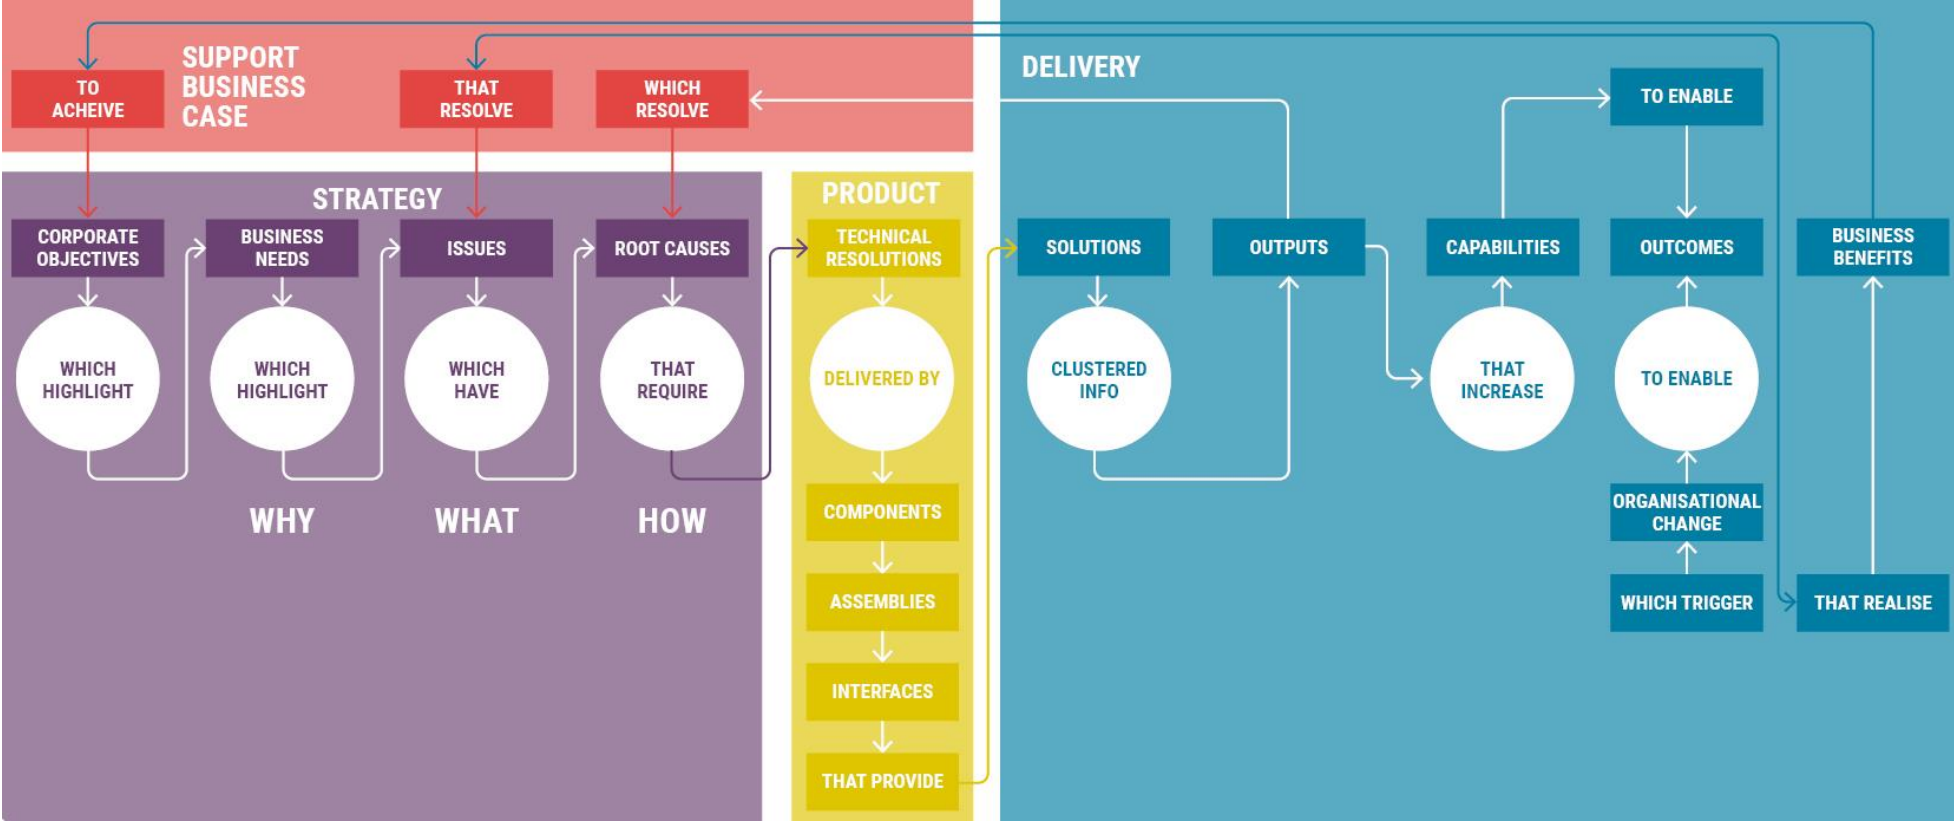 SUPPORT
BUSINESS
CASE
TO
ACHEIVE
THAT
RESOLVE
WHICH
RESOLVE
STRATEGY
CORPORATE
OBJECTIVES
BUSINESS
NEEDS
ISSUES
ROOT CAUSES
WHICH
HIGHLIGHT
WHICH
HIGHLIGHT
WHICH
HAVE
THAT
REQUIRE
WHY
WHAT
HOW
PRODUCT
TECHNICAL
RESOLUTIONS
DELIVERED BY
COMPONENTS
ASSEMBLIES
INTERFACES
THAT PROVIDE
DELIVERY
TO ENABLE
SOLUTIONS
OUTPUTS
CAPABILITIES
OUTCOMES
BUSINESS
BENEFITS
CLUSTERED
INFO
THAT
INCREASE
TO ENABLE
ORGANISATIONAL
CHANGE
WHICH TRIGGER
THAT REALISE